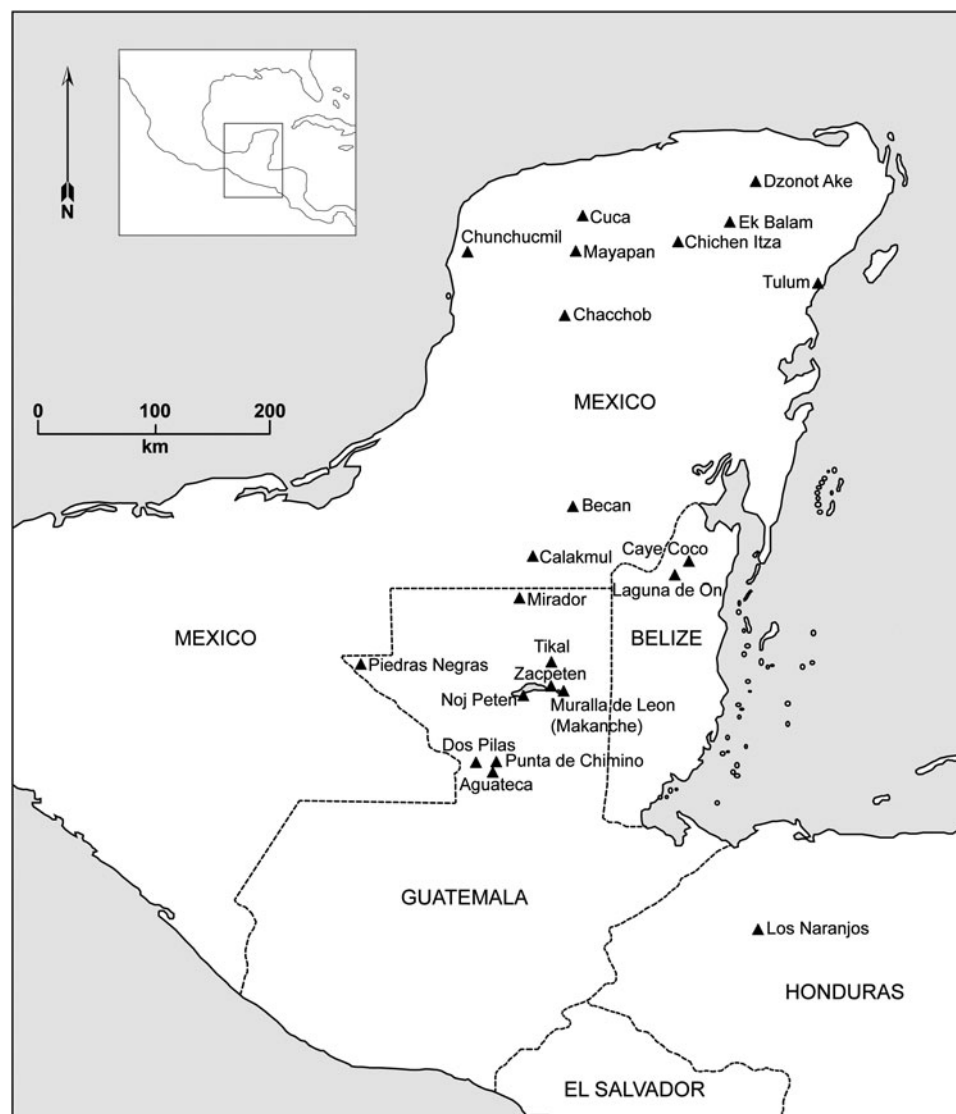 N
Dzonot Ake
Cuca
Ek Balam
Chunchucmil
Chichen Itza
Mayapan
Tulum
Chacchob
0 100 200
km
MEXICO
Becan
Calakmul
Caye Coco
Laguna de On
Mirador
MEXICO
BELIZE
Tikal
Piedras Negras
Zacpeten
Noj Peten
Muralla de Leon
(Makanche)
Dos Pilas
Punta de Chimino
Aguateca
GUATEMALA
Los Naranjos
HONDURAS
EL SALVADOR